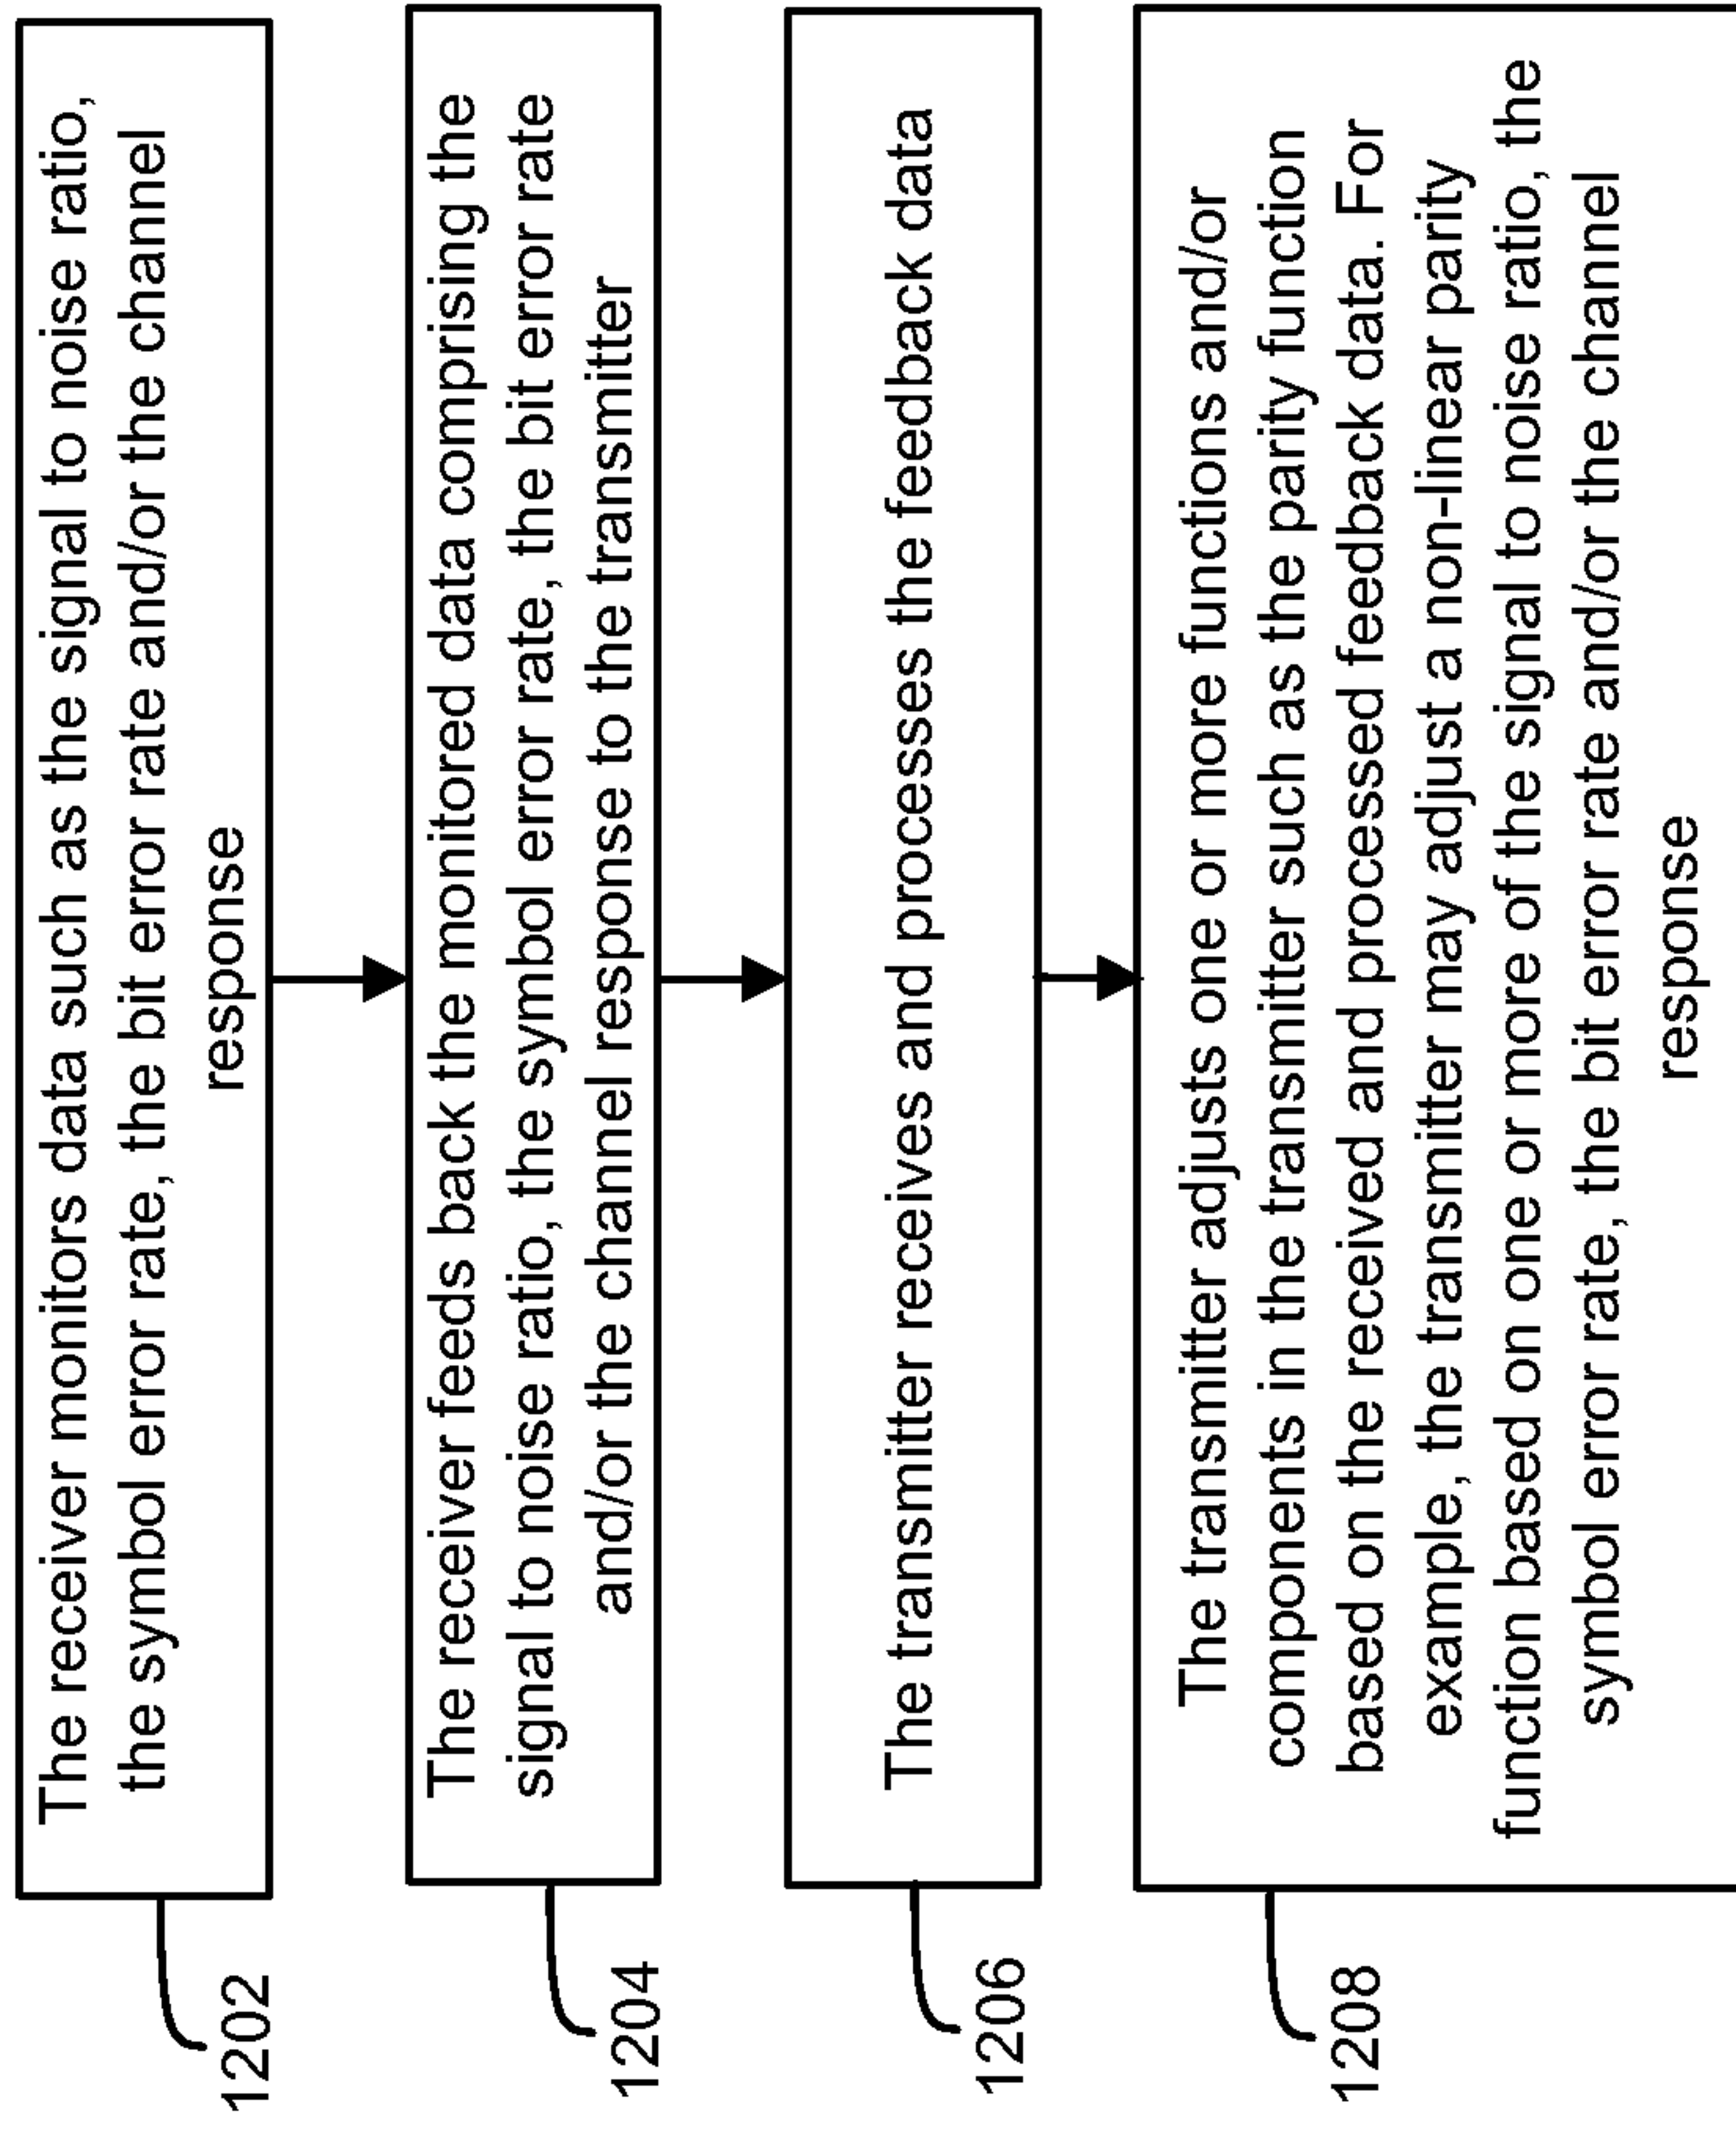 The receiver monitors data such as the signal to noise ratio,
the symbol error rate, the bit error rate and/or the channel
response
1202
The receiver feeds back the monitored data comprising the
signal to noise ratio, the symbol error rate, the bit error rate
and/or the channel response to the transmitter
1204
The transmitter receives and processes the feedback data
1206
The transmitter adjusts one or more functions and/or
components in the transmitter such as the parity function
based on the received and processed feedback data. For
example, the transmitter may adjust a non-linear parity
function based on one or more of the signal to noise ratio, the
symbol error rate, the bit error rate and/or the channel
response
1208